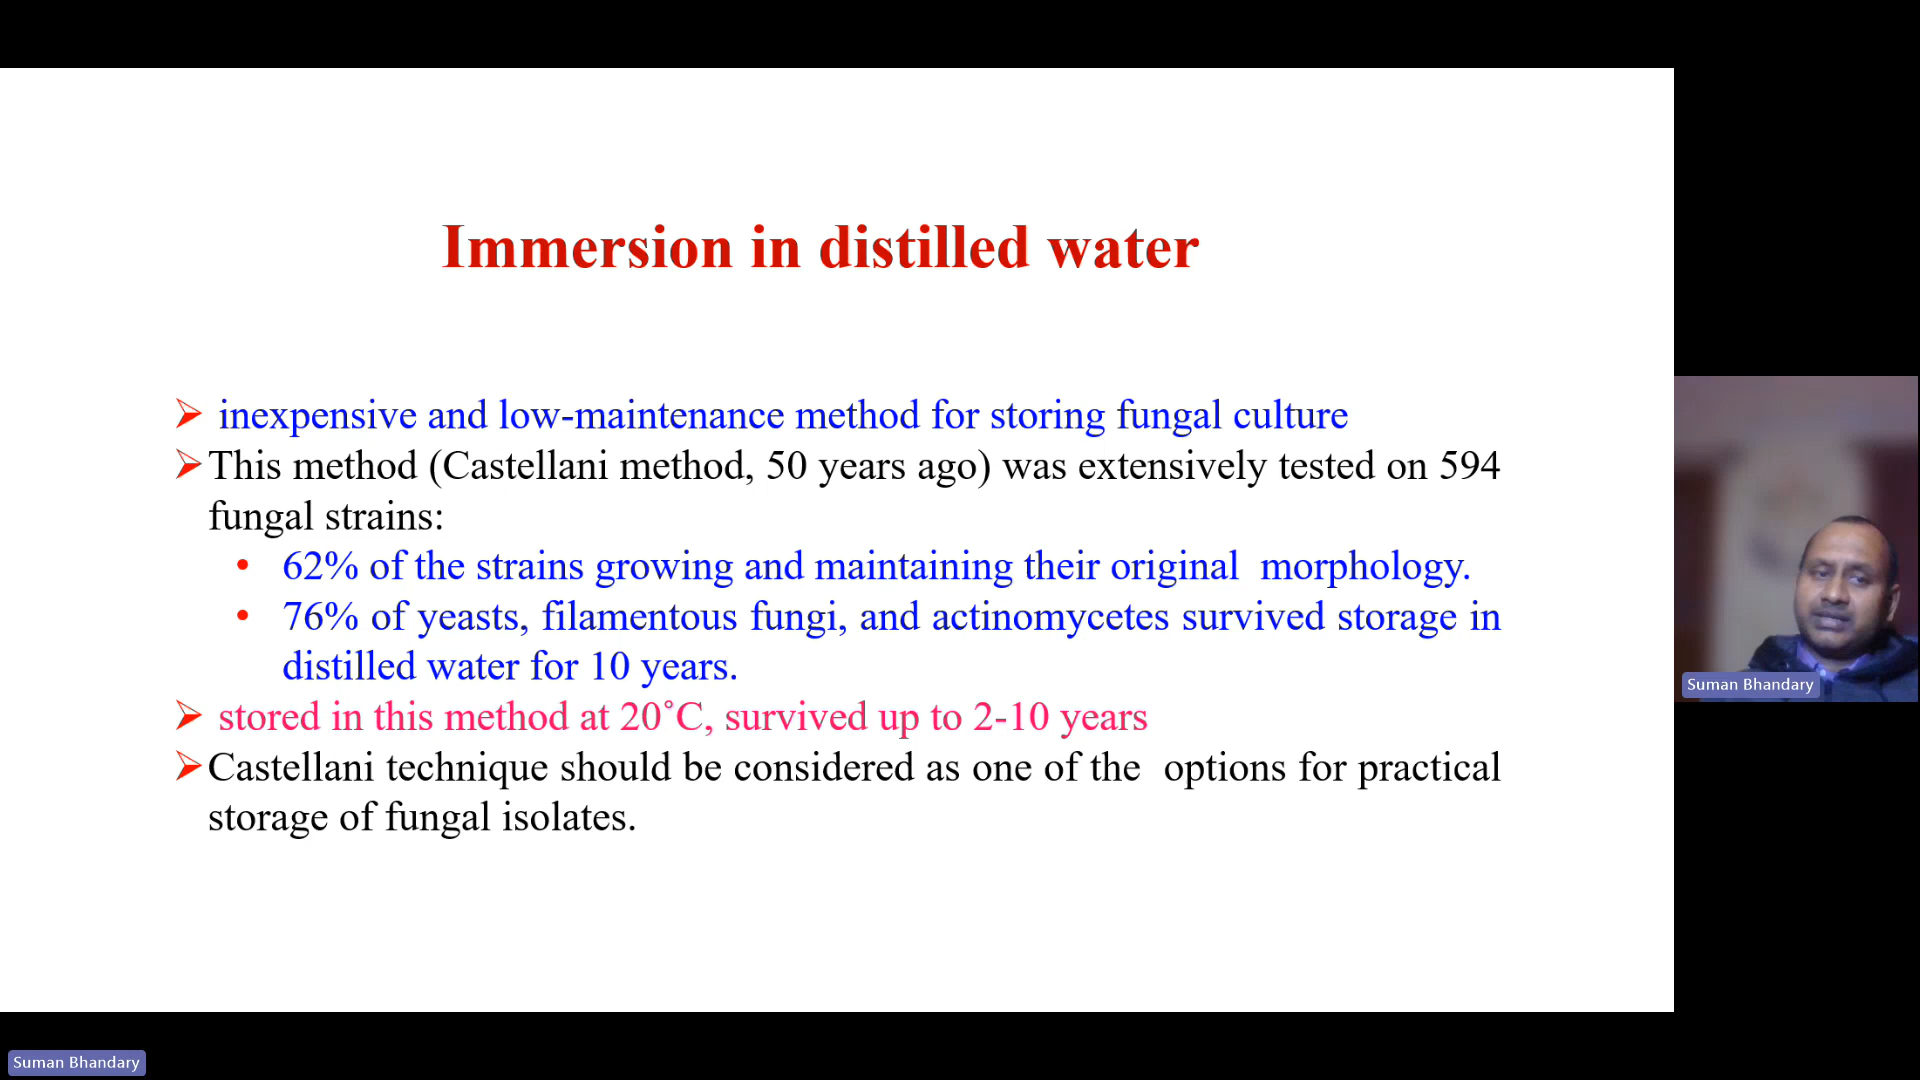 Immersion in distilled water
inexpensive and low-maintenance method for storing fungal culture
This method (Castellani method, 50 years ago) was extensively tested on 594
fungal strains:
• 62% of the strains growing and maintaining their original morphology.
• 76% of yeasts, filamentous fungi, and actinomycetes survived storage in
distilled water for 10 years.
stored in this method at 20˚C, survived up to 2-10 years
Castellani technique should be considered as one of the options for practical
storage of fungal isolates.
Suman Bhandary
Suman Bhandary